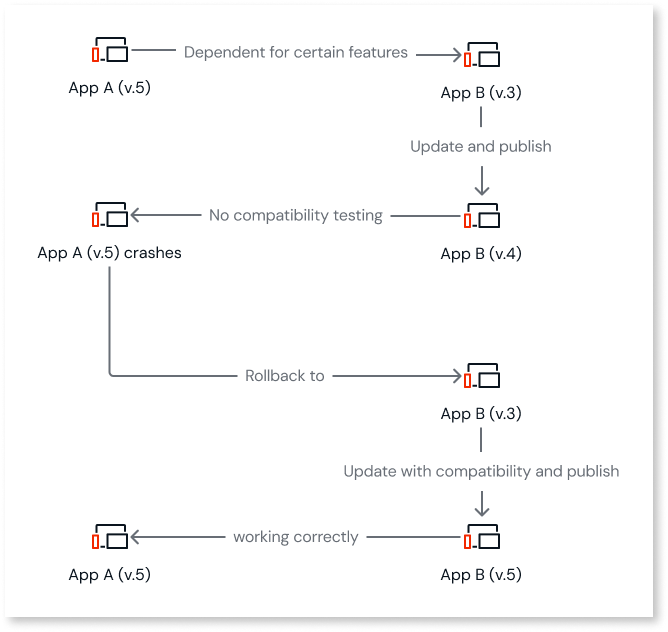 Dependent for certain features
App A (v.5)
App B (v.3)
Update and publish
No compatibility testing
App A (v.5) crashes
App B (v.4)
Rollback to
App B (v.3)
Update with compatibility and publish
working correctly
App A (v.5)
App B (v.5)